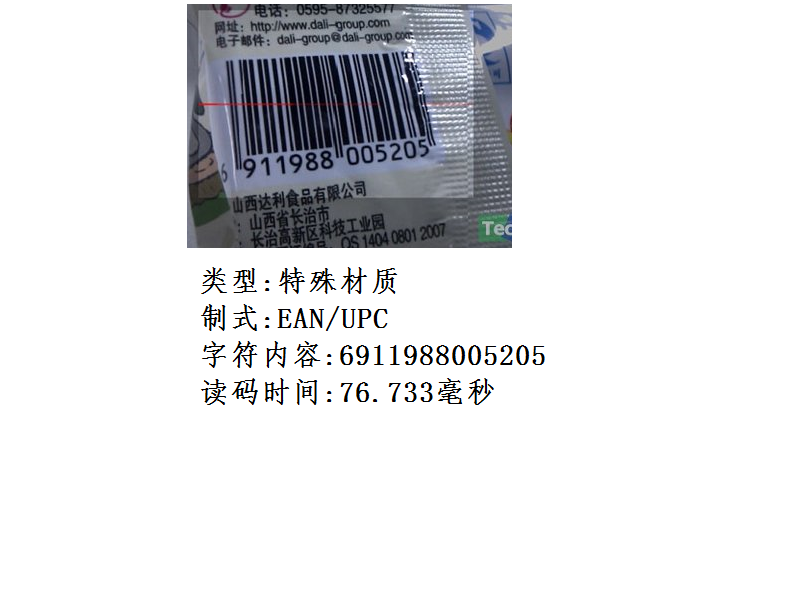 电话：0595-87325577
网址：http://www.dali-group.com
电子邮件：dali-group@dali-group.com
6 911988 005205
山西达利食品有限公司
：山西省长治市
：长治高新区科技工业园
QS 1404 0801 2007
Tec
类型:特殊材质
制式:EAN/UPC
字符内容:6911988005205
读码时间:76.733毫秒